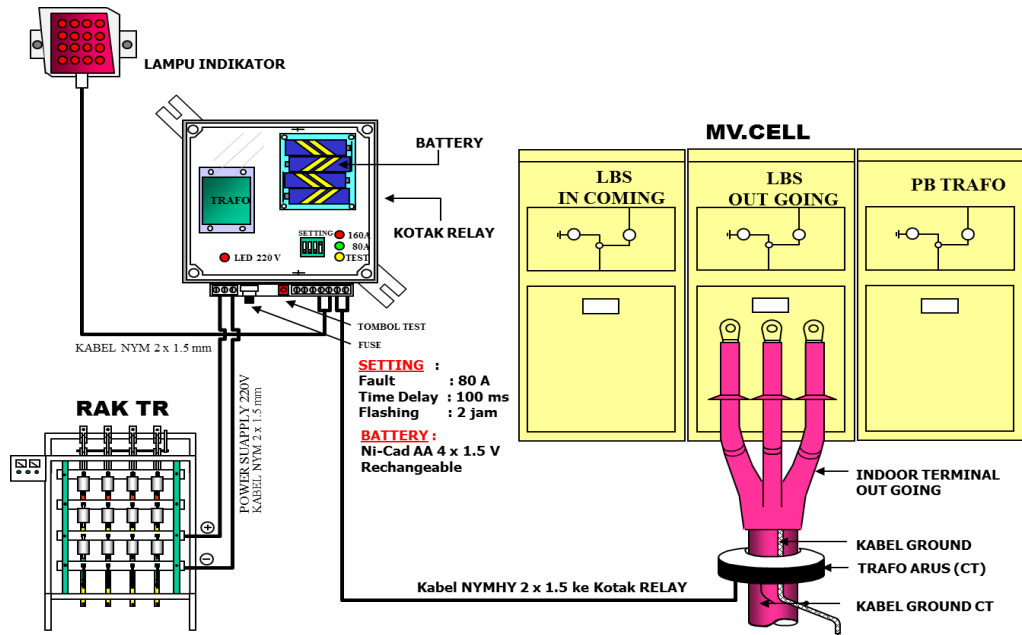 LAMPU INDIKATOR
BATTERY
KOTAK RELAY
TRAFO
SETTING
160A
80A
TEST
LED 220 V
TOMBOL TEST
FUSE
KABEL NYM 2 x 1.5 mm
POWER SUAPPLY 220V
KABEL NYM 2 x 1.5 mm
SETTING :
Fault : 80 A
Time Delay : 100 ms
Flashing : 2 jam
BATTERY :
Ni-Cad AA 4 x 1.5 V
Rechangeable
RAK TR
+
−
MV.CELL
LBS
IN COMING
LBS
OUT GOING
PB TRAFO
INDOOR TERMINAL
OUT GOING
KABEL GROUND
TRAFO ARUS (CT)
KABEL GROUND CT
Kabel NYMHY 2 x 1.5 ke Kotak RELAY